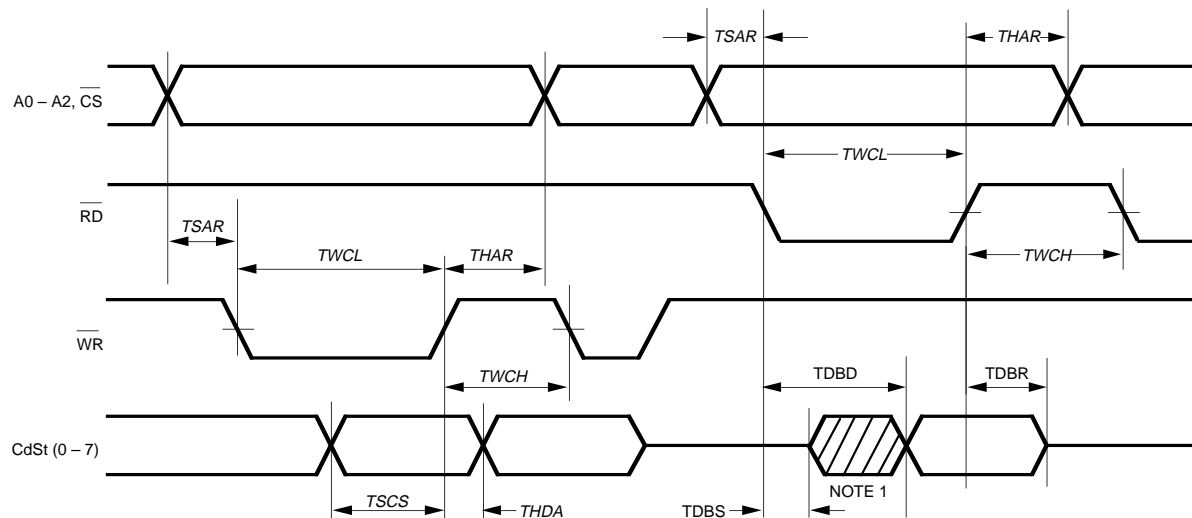 TSAR
THAR
A0 – A2, CS
TWCL
RD
TSAR
TWCL
THAR
TWCH
WR
TWCH
TDBD
TDBR
CdSt (0 – 7)
NOTE 1
TSCS
THDA
TDBS